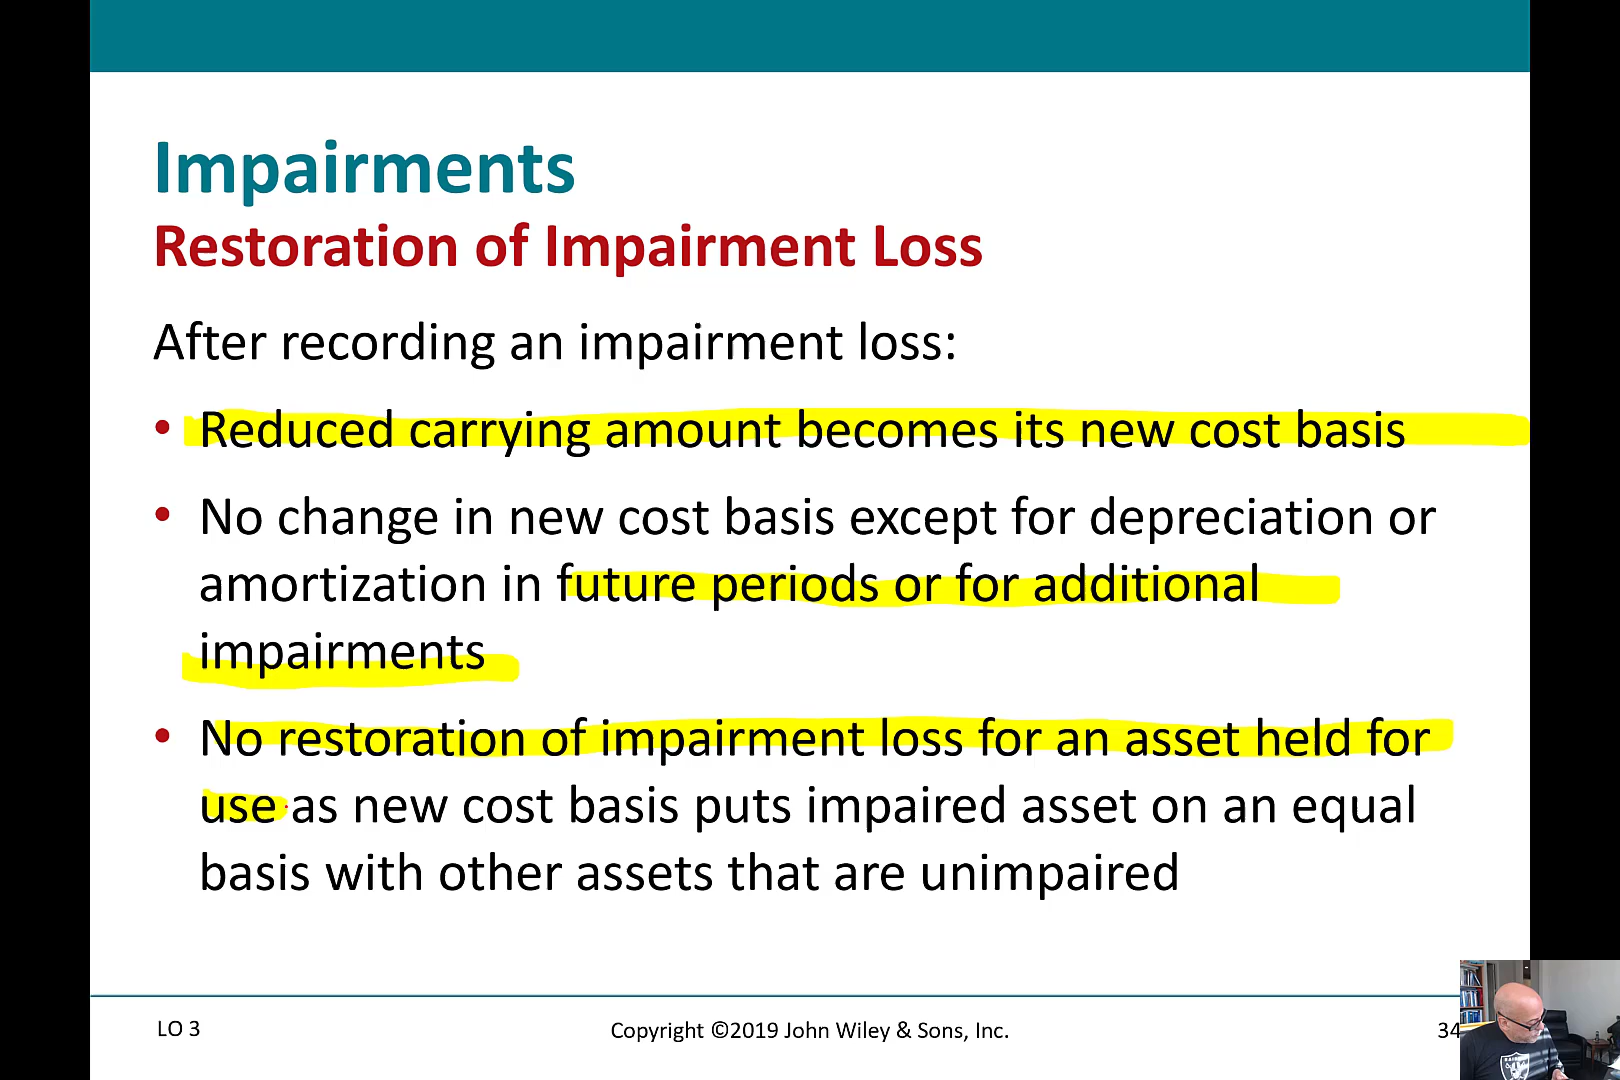 Impairments
Restoration of Impairment Loss
After recording an impairment loss:
• Reduced carrying amount becomes its new cost basis
• No change in new cost basis except for depreciation or
amortization in future periods or for additional
impairments
• No restoration of impairment loss for an asset held for
use as new cost basis puts impaired asset on an equal
basis with other assets that are unimpaired
LO 3
Copyright ©2019 John Wiley & Sons, Inc.
34